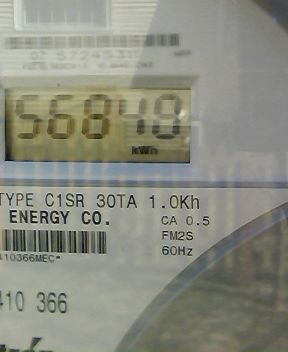 56848
kWh
TYPE C1SR 30TA 1.0Kh
ENERGY CO.
CA 0.5
FM2S
60Hz
410366MEC*
410 366